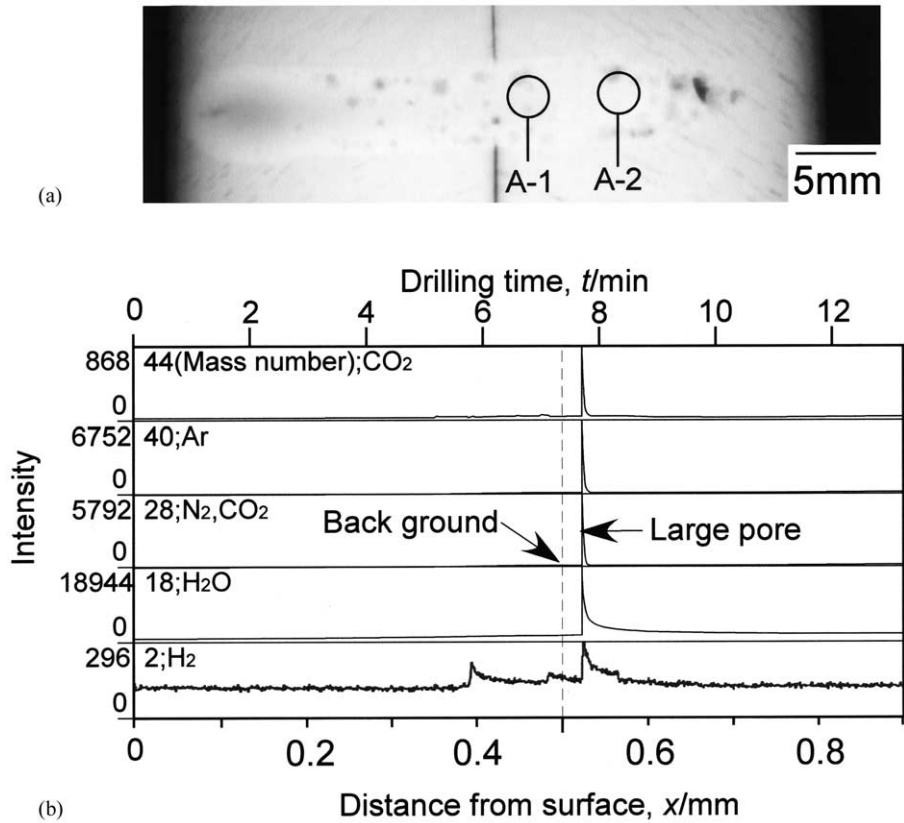 A-1 A-2
5mm
(a)
Drilling time, t/min
0 2 4 6 8 10 12
868 44(Mass number);CO₂
0
6752 40;Ar
0
5792 28;N₂,CO₂
Back ground Large pore
0
18944 18;H₂O
0
296 2;H₂
0
Intensity
0 0.2 0.4 0.6 0.8
(b)
Distance from surface, x/mm